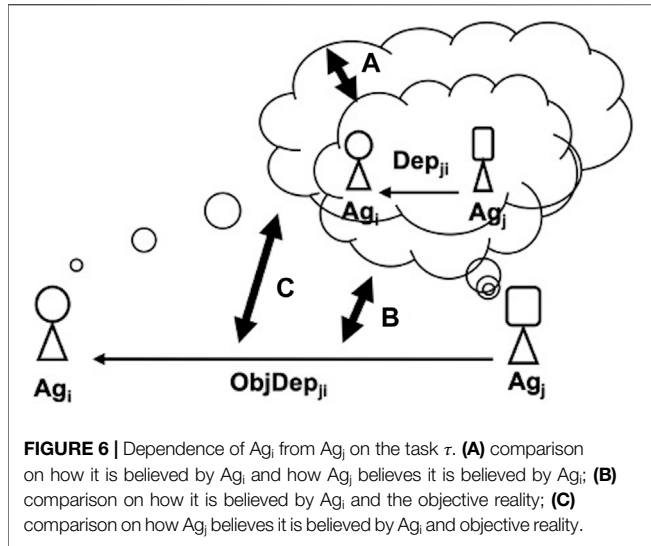 A
Dep_ji
Ag_i Ag_j
C
B
Ag_i ObjDep_ji Ag_j
FIGURE 6 | Dependence of Ag_i from Ag_j on the task τ. (A) comparison
on how it is believed by Ag_i and how Ag_j believes it is believed by Ag_i; (B)
comparison on how it is believed by Ag_i and the objective reality; (C)
comparison on how Ag_j believes it is believed by Ag_i and objective reality.